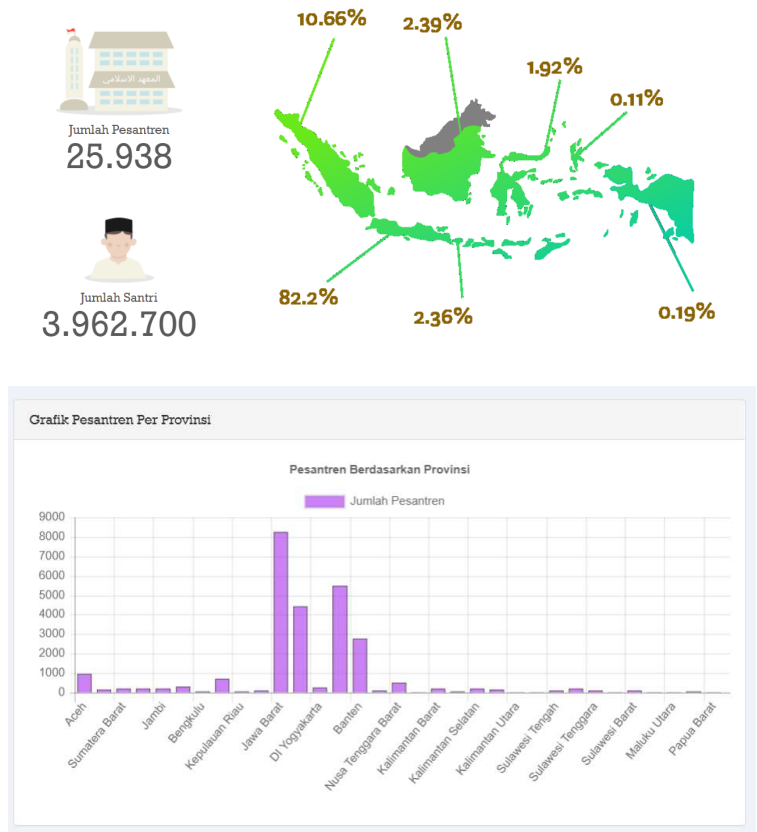 المعهد الاسلامى
Jumlah Pesantren
25.938
Jumlah Santri
3.962.700
10.66%
2.39%
1.92%
0.11%
82.2%
2.36%
0.19%
Grafik Pesantren Per Provinsi
Pesantren Berdasarkan Provinsi
Jumlah Pesantren
9000
8000
7000
6000
5000
4000
3000
2000
1000
0
Aceh
Sumatera Barat
Jambi
Bengkulu
Kepulauan Riau
Jawa Barat
DI Yogyakarta
Banten
Nusa Tenggara Barat
Kalimantan Barat
Kalimantan Selatan
Kalimantan Utara
Sulawesi Tengah
Sulawesi Tenggara
Sulawesi Barat
Maluku Utara
Papua Barat